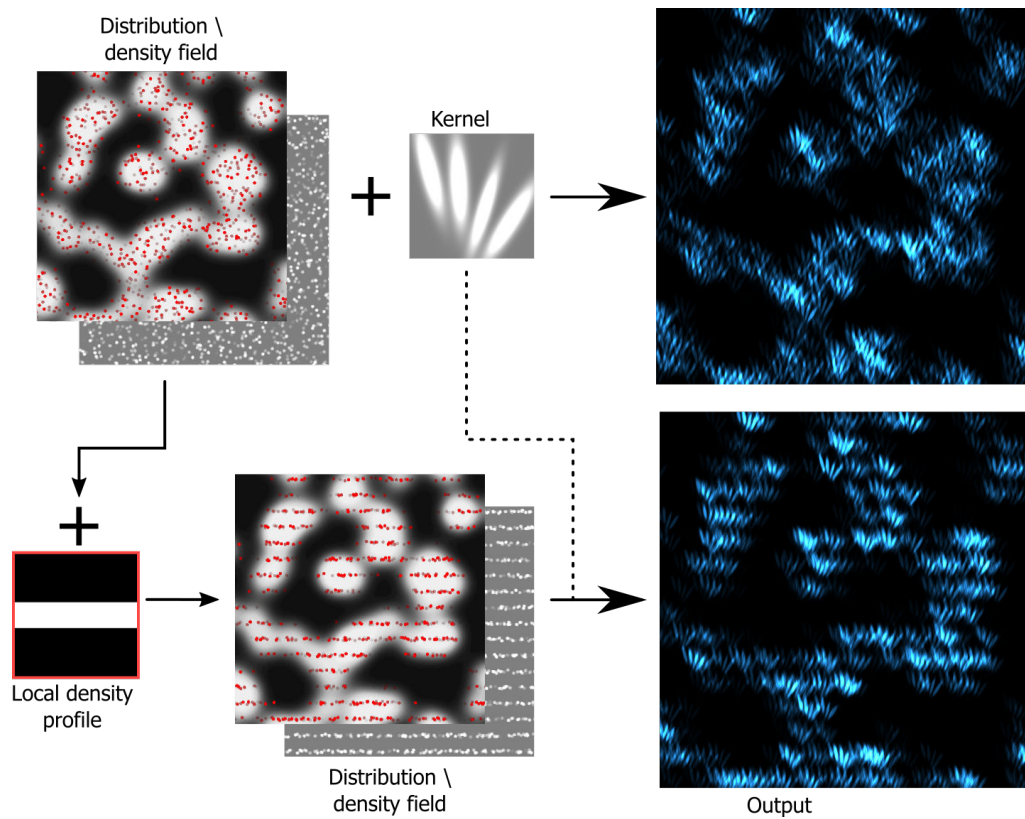 Distribution \
density field
Kernel
Local density
profile
Distribution \
density field
Output